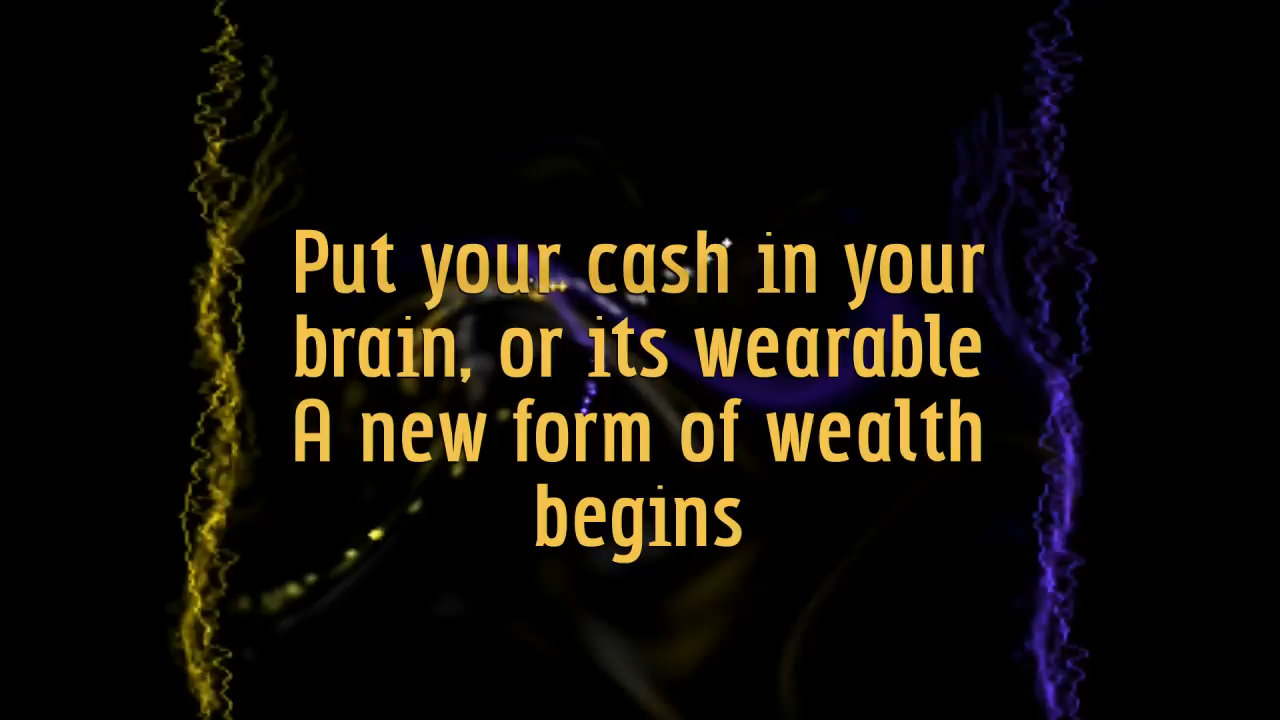 Put your cash in your
brain, or its wearable
A new form of wealth
begins